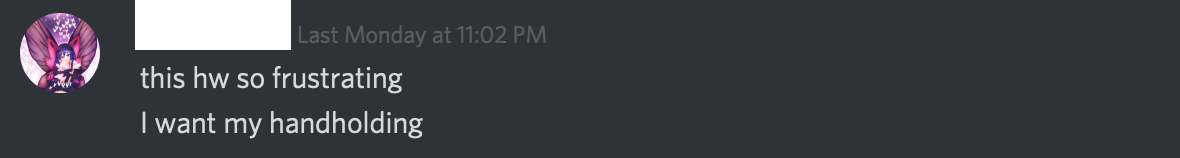 Last Monday at 11:02 PM
this hw so frustrating
I want my handholding